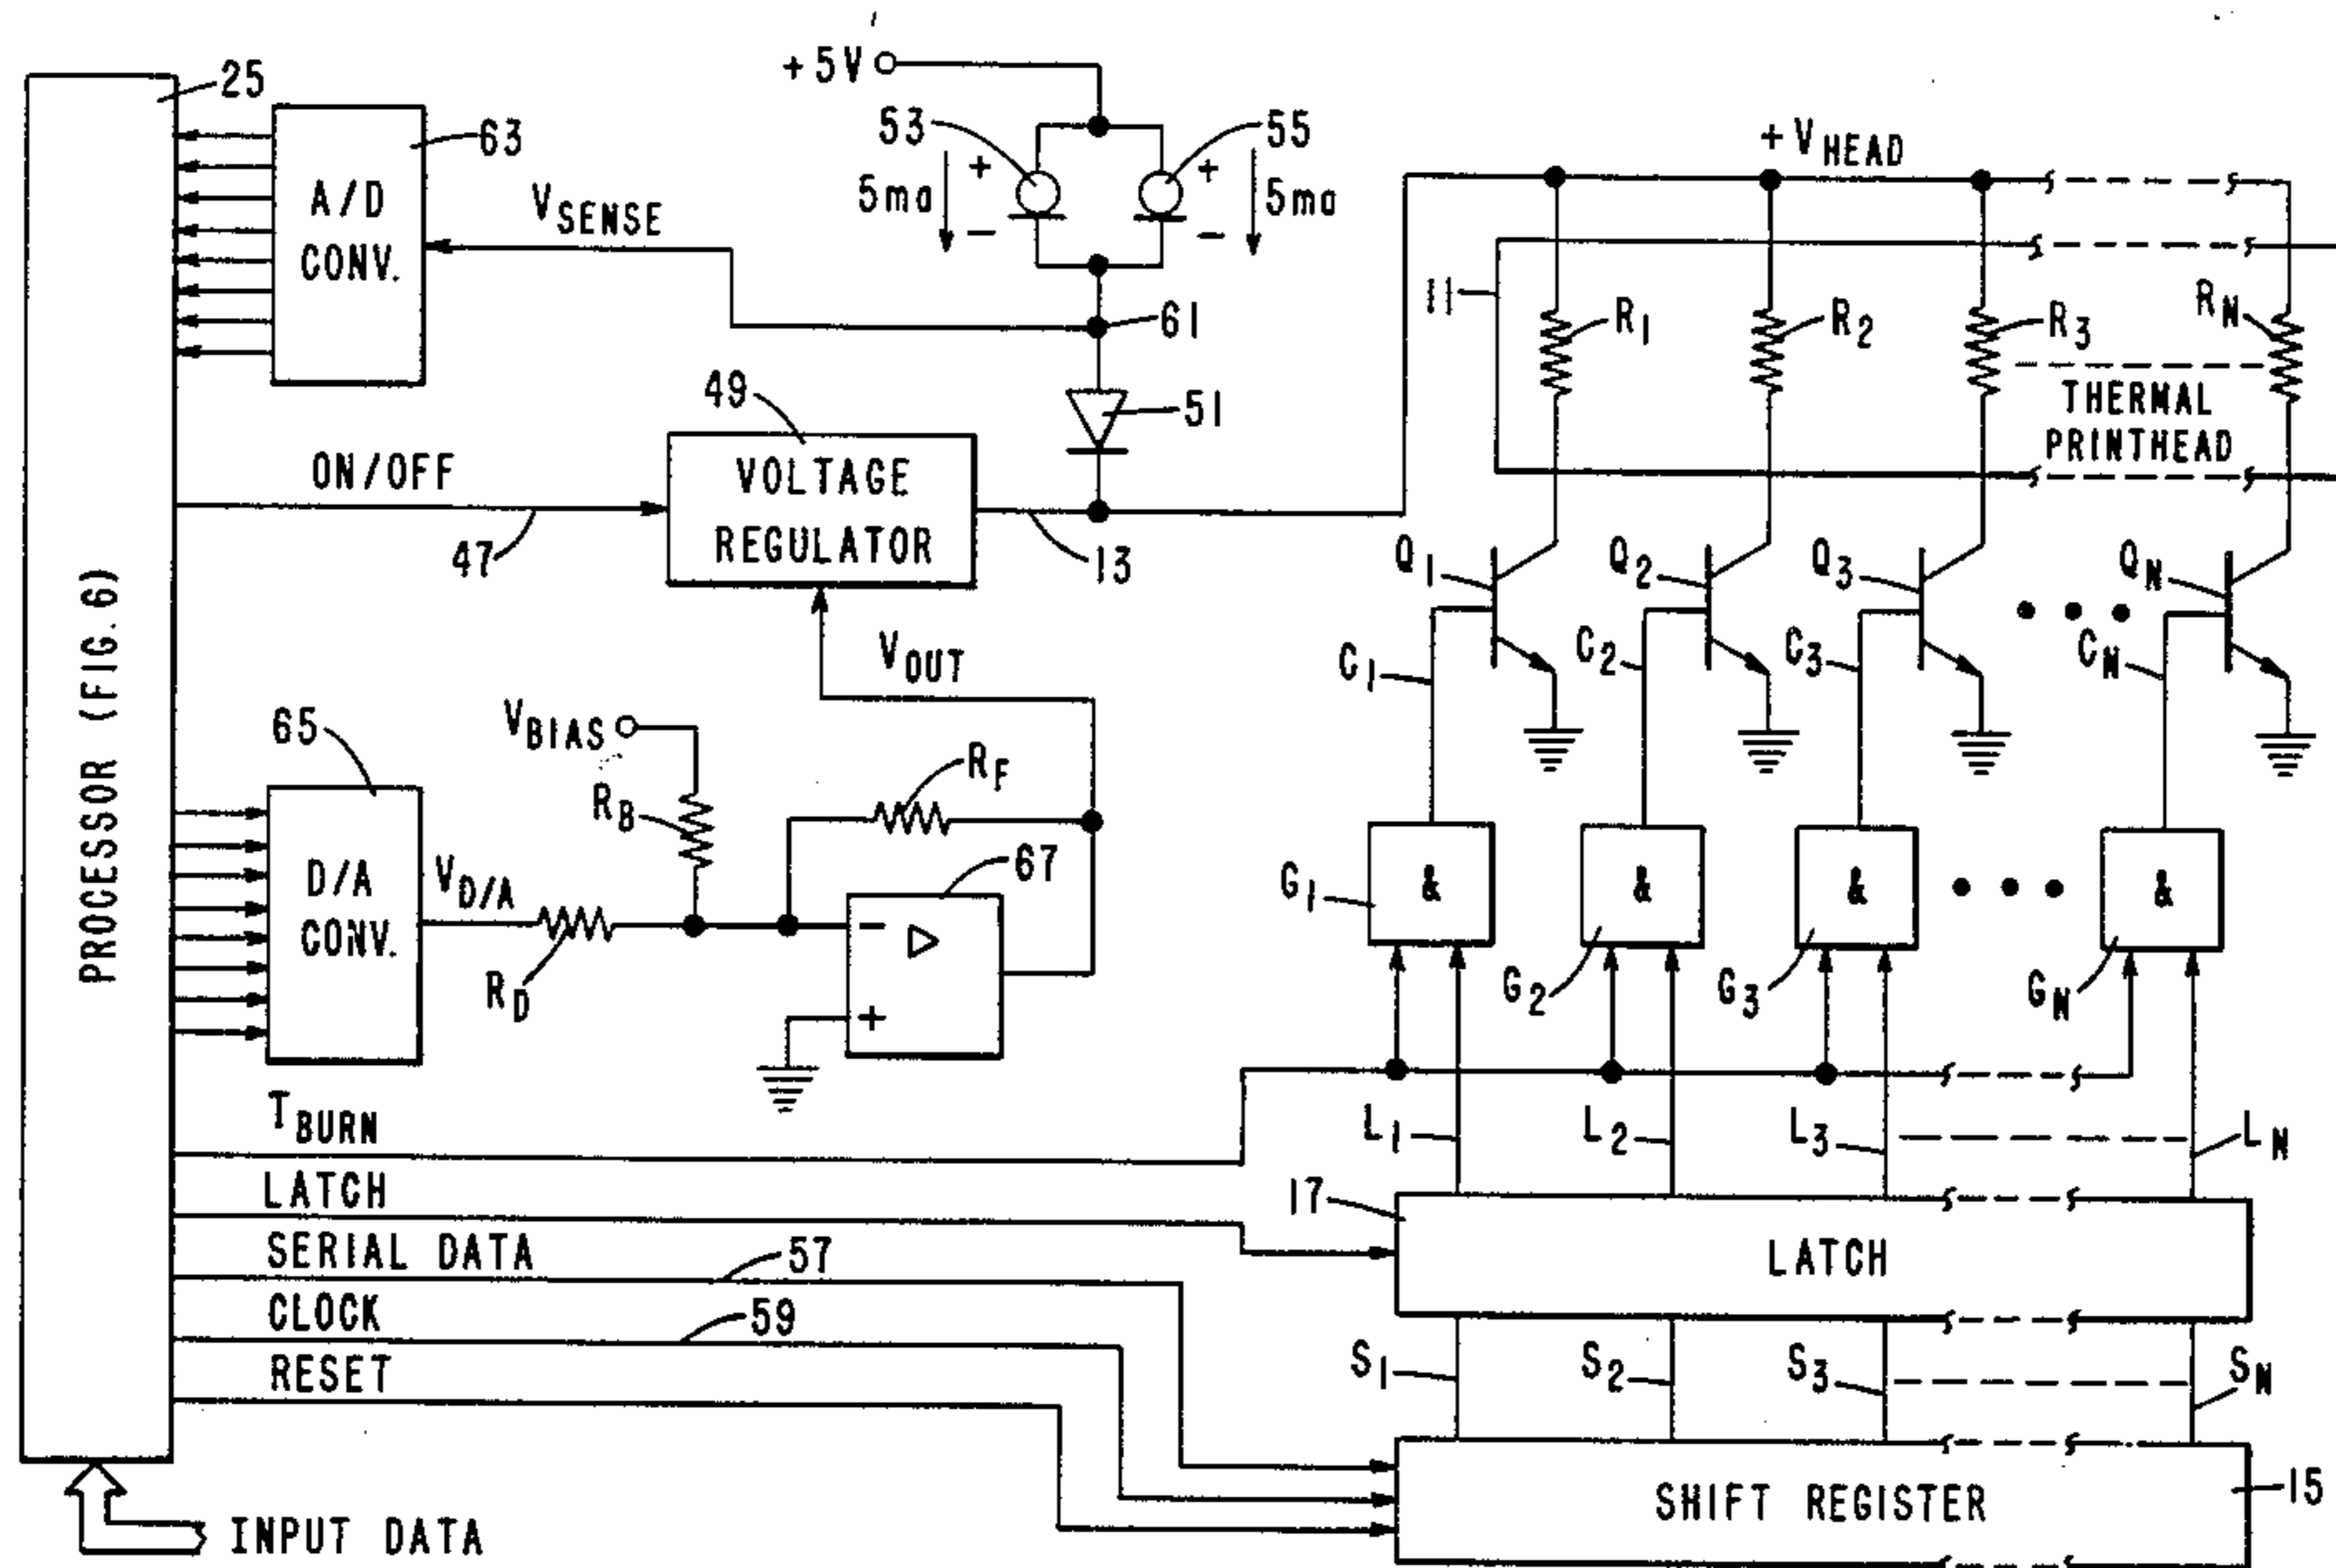 25
63
A/D
CONV.
VSENSE
+5V
53
55
5ma
+
−
+
−
5ma
61
51
+VHEAD
11
R1
R2
R3
RN
THERMAL
PRINTHEAD
ON/OFF
47
49
VOLTAGE
REGULATOR
13
Q1
Q2
Q3
QN
C1
C2
C3
CN
PROCESSOR (FIG.6)
VOUT
VBIAS
65
RB
RF
D/A
CONV.
VD/A
RD
67
−
+
G1
&
G2
&
G3
&
GN
&
TBURN
L1
L2
L3
LN
LATCH
17
LATCH
SERIAL DATA
57
CLOCK
59
RESET
S1
S2
S3
SN
SHIFT REGISTER
15
INPUT DATA